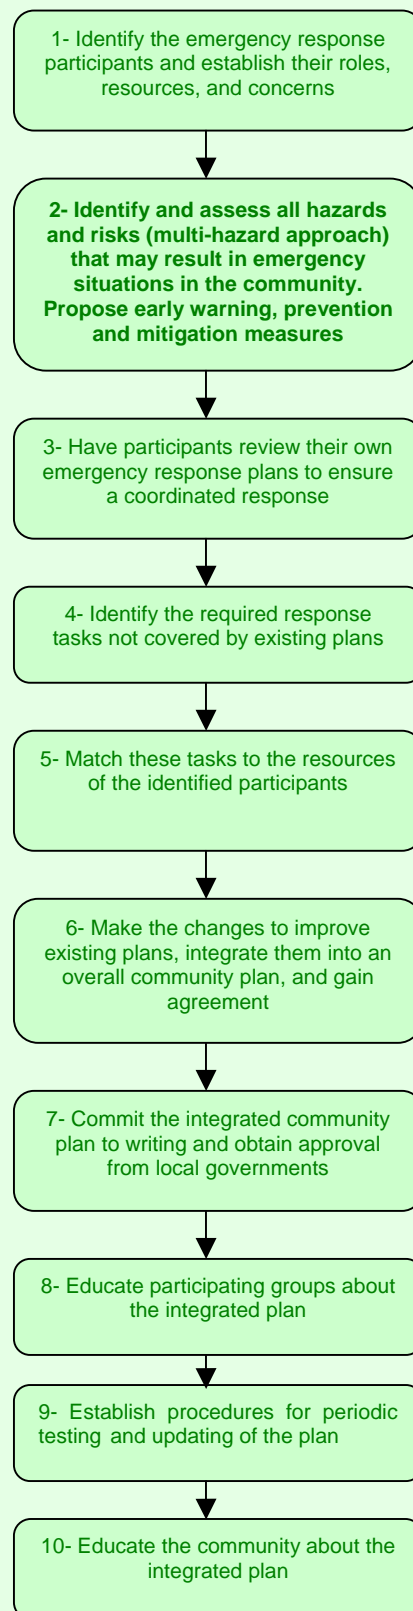 1- Identify the emergency response
participants and establish their roles,
resources, and concerns
2- Identify and assess all hazards
and risks (multi-hazard approach)
that may result in emergency
situations in the community.
Propose early warning, prevention
and mitigation measures
3- Have participants review their own
emergency response plans to ensure
a coordinated response
4- Identify the required response
tasks not covered by existing plans
5- Match these tasks to the resources
of the identified participants
6- Make the changes to improve
existing plans, integrate them into an
overall community plan, and gain
agreement
7- Commit the integrated community
plan to writing and obtain approval
from local governments
8- Educate participating groups about
the integrated plan
9- Establish procedures for periodic
testing and updating of the plan
10- Educate the community about the
integrated plan